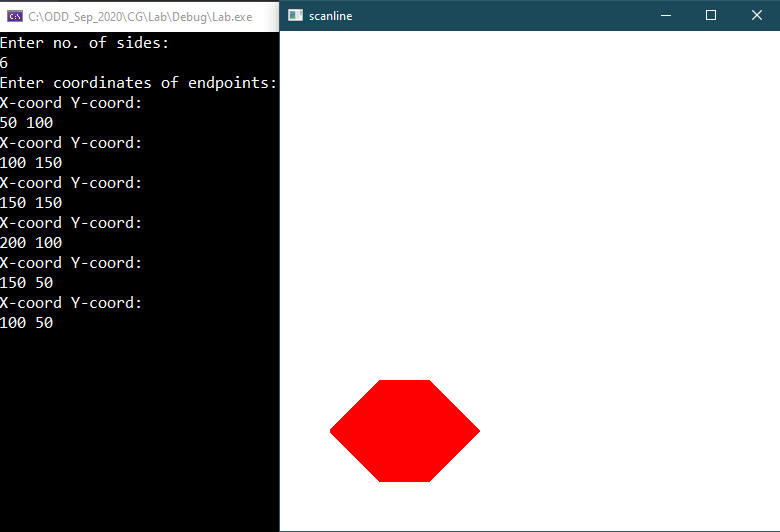 C:\ODD_Sep_2020\CG\Lab\Debug\Lab.exe
scanline
Enter no. of sides:
6
Enter coordinates of endpoints:
X-coord Y-coord:
50 100
X-coord Y-coord:
100 150
X-coord Y-coord:
150 150
X-coord Y-coord:
200 100
X-coord Y-coord:
150 50
X-coord Y-coord:
100 50